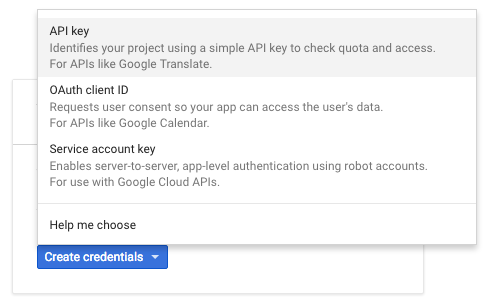 API key
Identifies your project using a simple API key to check quota and access.
For APIs like Google Translate.
OAuth client ID
Requests user consent so your app can access the user's data.
For APIs like Google Calendar.
Service account key
Enables server-to-server, app-level authentication using robot accounts.
For use with Google Cloud APIs.
Help me choose
Create credentials